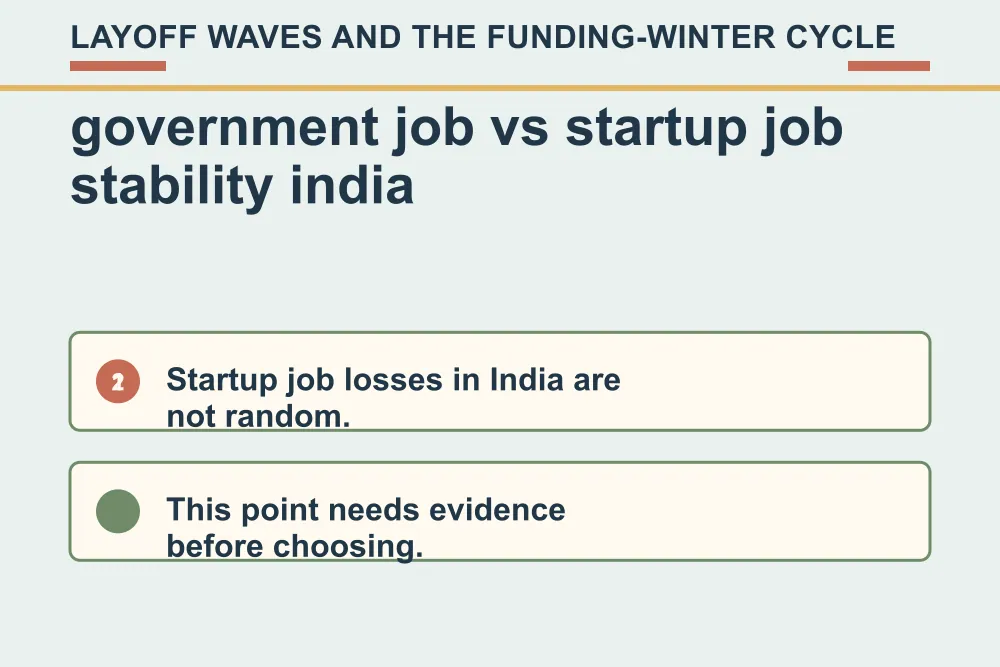 LAYOFF WAVES AND THE FUNDING-WINTER CYCLE
government job vs startup job
stability india
2
Startup job losses in India are
not random.
This point needs evidence
before choosing.